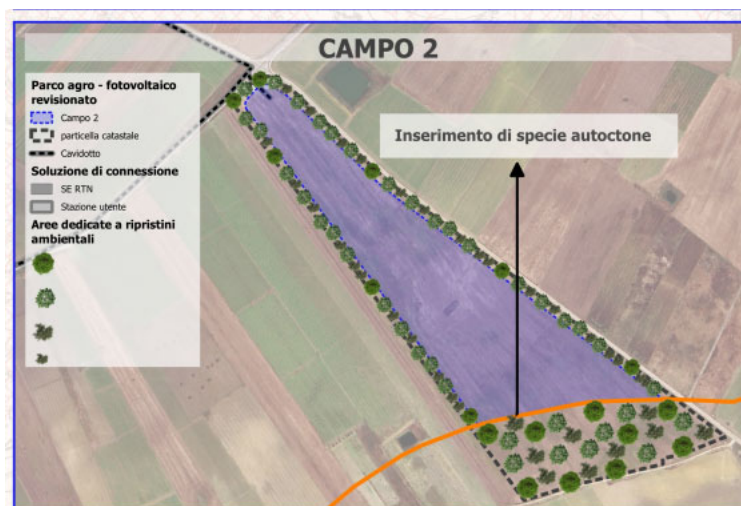 CAMPO 2
Parco agro - fotovoltaico
revisionato
Campo 2
particella catastale
Cavidotto
Soluzione di connessione
SE RTN
Stazione utente
Aree dedicate a ripristini
ambientali
Inserimento di specie autoctone